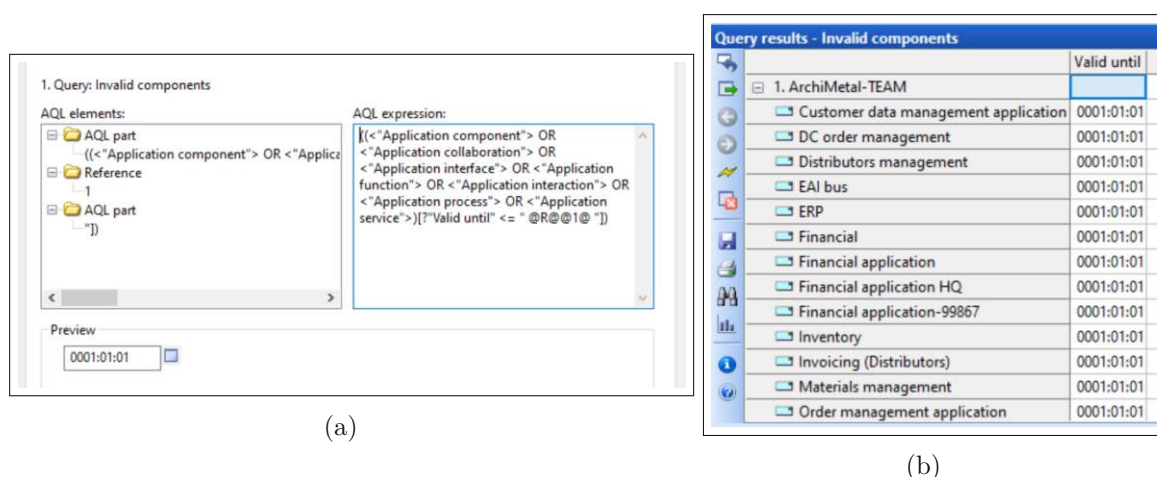 1. Query: Invalid components
AQL elements:
AQL part
((<"Application component"> OR <"Applica
Reference
1
AQL part
"])
AQL expression:
((<"Application component"> OR
<"Application collaboration"> OR
<"Application interface"> OR <"Application
function"> OR <"Application interaction"> OR
<"Application process"> OR <"Application
service">)[?"Valid until" <= " @R@@1@ "])
Preview
0001:01:01
(a)
Query results - Invalid components
Valid until
1. ArchiMetal-TEAM
Customer data management application 0001:01:01
DC order management 0001:01:01
Distributors management 0001:01:01
EAI bus 0001:01:01
ERP 0001:01:01
Financial 0001:01:01
Financial application 0001:01:01
Financial application HQ 0001:01:01
Financial application-99867 0001:01:01
Inventory 0001:01:01
Invoicing (Distributors) 0001:01:01
Materials management 0001:01:01
Order management application 0001:01:01
(b)